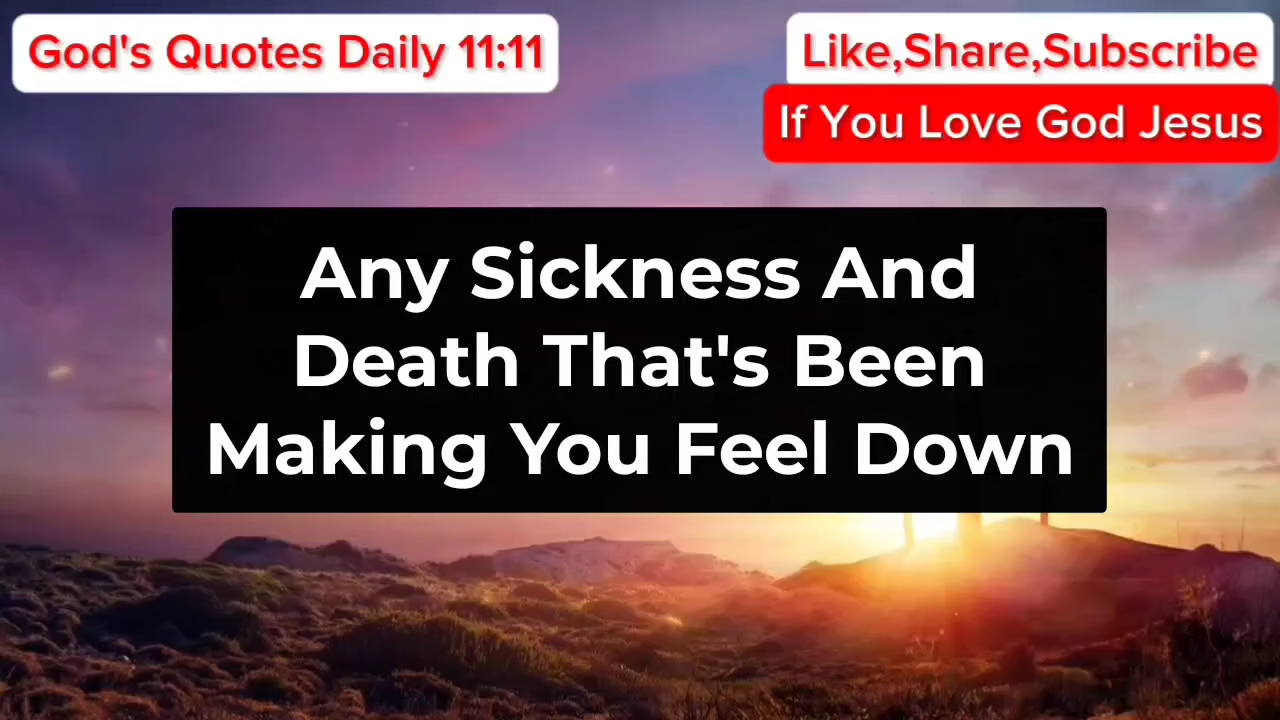 God's Quotes Daily 11:11
Like,Share,Subscribe
If You Love God Jesus
Any Sickness And
Death That's Been
Making You Feel Down